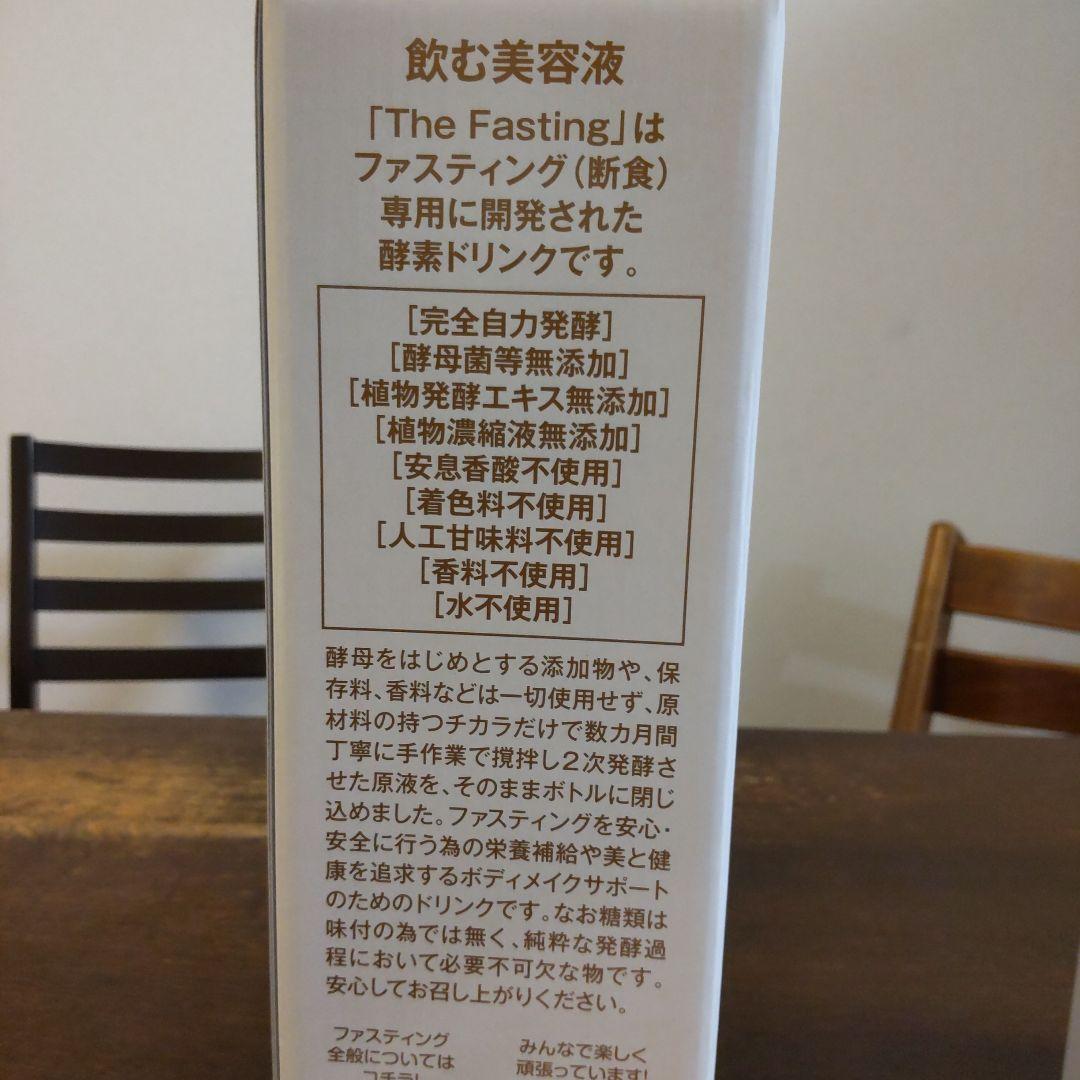 飲む美容液
「The Fasting」は
ファスティング(断食)
専用に開発された
酵素ドリンクです。
[完全自力発酵]
[酵母菌等無添加]
[植物発酵エキス無添加]
[植物濃縮液無添加]
[安息香酸不使用]
[着色料不使用]
[人工甘味料不使用]
[香料不使用]
[水不使用]
酵母をはじめとする添加物や、保
存料、香料などは一切使用せず、原
材料の持つチカラだけで数カ月間
丁寧に手作業で撹拌し2次発酵さ
せた原液を、そのままボトルに閉じ
込めました。ファスティングを安心・
安全に行う為の栄養補給や美と健
康を追求するボディメイクサポート
のためのドリンクです。なお糖類は
味付の為では無く、純粋な発酵過
程において必要不可欠な物です。
安心してお召し上がりください。
ファスティング
全般については
コチラ!
みんなで楽しく
頑張っています!